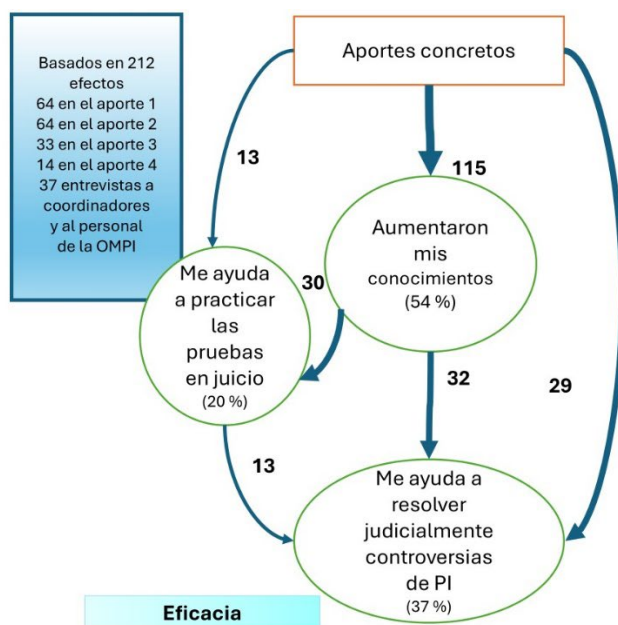 Basados en 212
efectos
64 en el aporte 1
64 en el aporte 2
33 en el aporte 3
14 en el aporte 4
37 entrevistas a
coordinadores
y al personal
de la OMPI
Aportes concretos
13
115
Aumentaron
mis
conocimientos
(54 %)
Me ayuda
a practicar
las
pruebas
en juicio
(20 %)
30
32
29
13
Me ayuda a
resolver
judicialmente
controversias
de PI
(37 %)
Eficacia